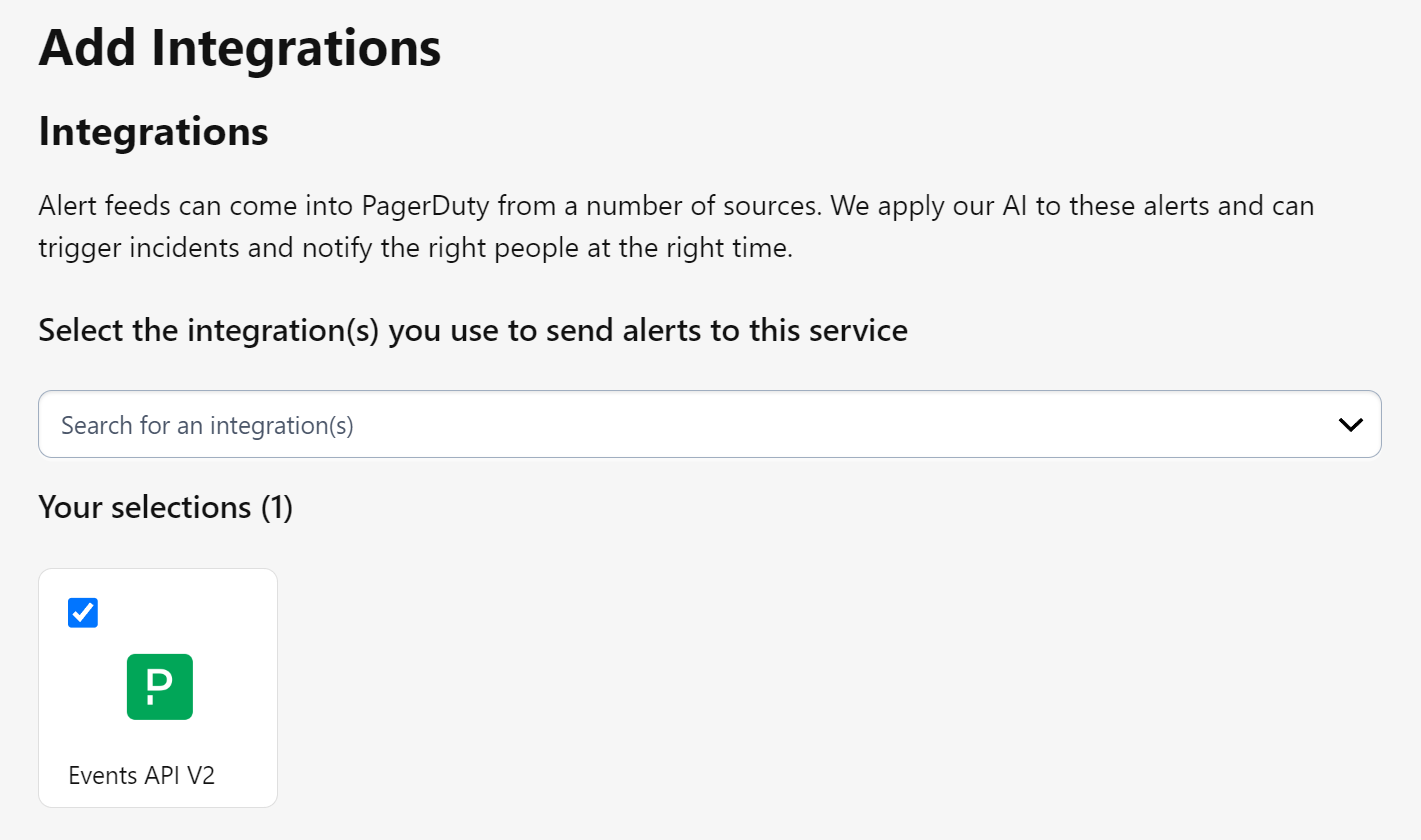 Add Integrations
Integrations
Alert feeds can come into PagerDuty from a number of sources. We apply our AI to these alerts and can
trigger incidents and notify the right people at the right time.
Select the integration(s) you use to send alerts to this service
Search for an integration(s)
Your selections (1)
P
Events API V2